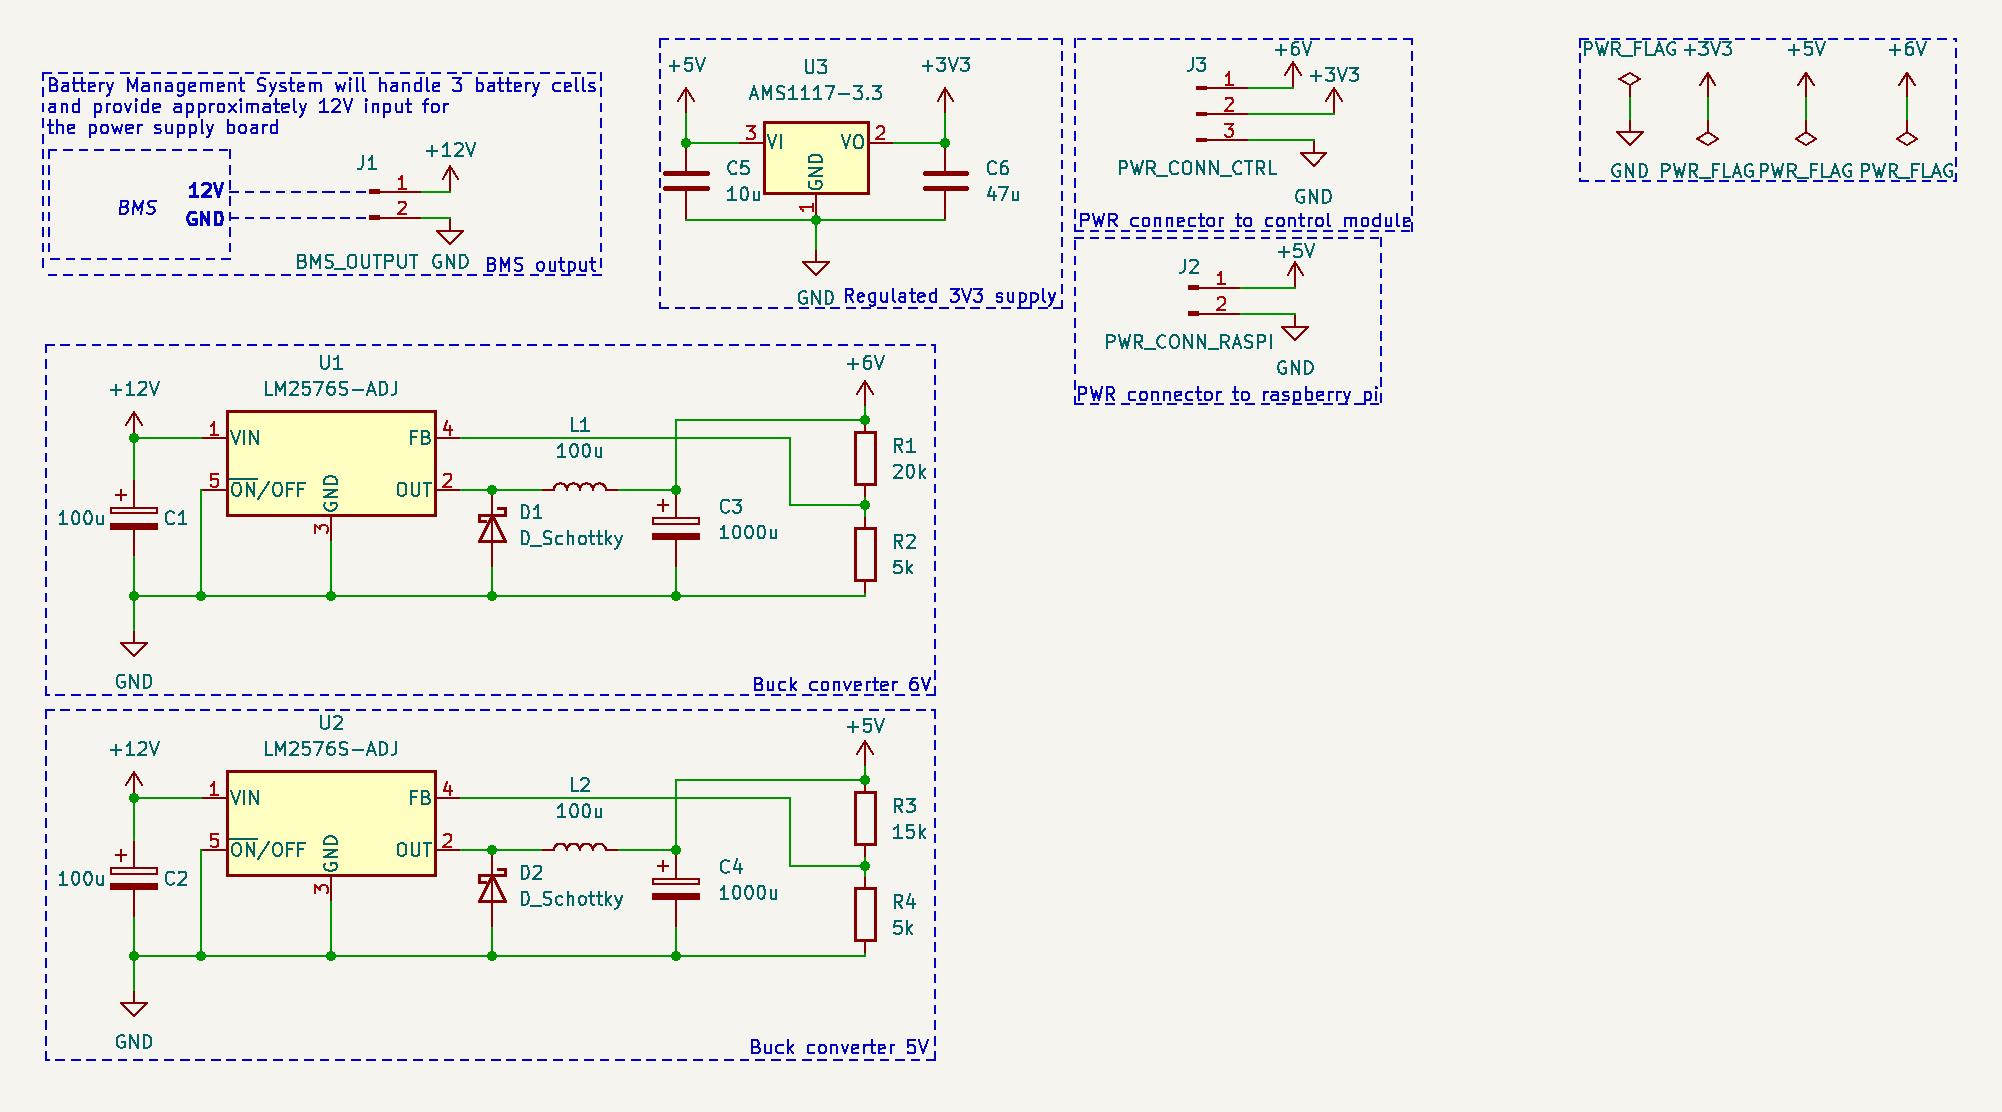 Battery Management System will handle 3 battery cells
and provide approximately 12V input for
the power supply board
BMS
12V
GND
J1
1
2
+12V
BMS_OUTPUT
GND
BMS output
+5V
U3
AMS1117-3.3
+3V3
3
VI
VO
2
GND
1
C5
10u
C6
47u
GND
Regulated 3V3 supply
+6V
J3
+3V3
1
2
3
PWR_CONN_CTRL
GND
PWR connector to control module
+5V
J2
1
2
PWR_CONN_RASPI
GND
PWR connector to raspberry pi
PWR_FLAG
+3V3
+5V
+6V
GND
PWR_FLAG
PWR_FLAG
PWR_FLAG
U1
LM2576S-ADJ
+12V
+6V
1
VIN
FB
4
5
ON/OFF
GND
OUT
2
3
L1
100u
R1
20k
+
100u
C1
D1
D_Schottky
+
C3
1000u
R2
5k
GND
Buck converter 6V
U2
LM2576S-ADJ
+12V
+5V
1
VIN
FB
4
5
ON/OFF
GND
OUT
2
3
L2
100u
R3
15k
+
100u
C2
D2
D_Schottky
+
C4
1000u
R4
5k
GND
Buck converter 5V